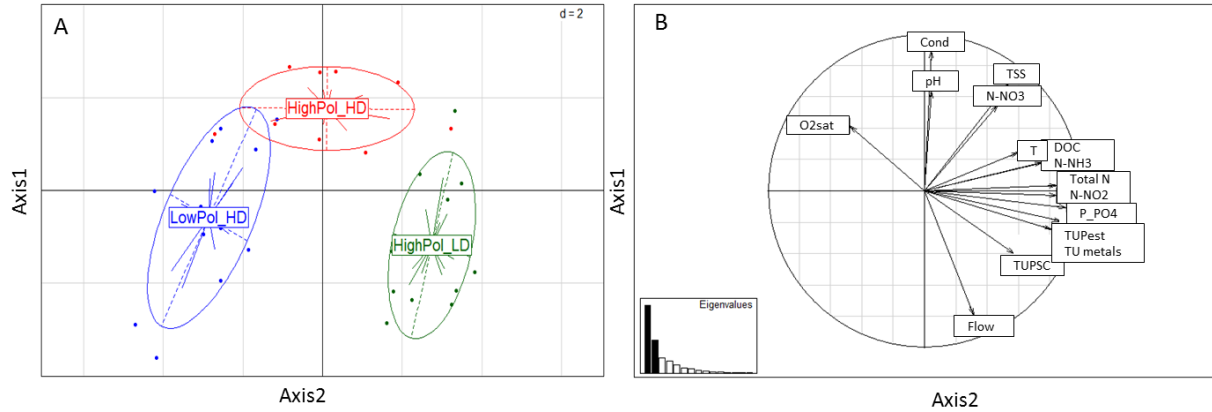 A
d = 2
HighPol_HD
LowPol_HD
HighPol_LD
Axis1
Axis2
B
Cond
TSS
pH
N-NO3
O2sat
T
DOC
N-NH3
Total N
N-NO2
P_PO4
TUPest
TU metals
TUPSC
Flow
Eigenvalues
Axis1
Axis2